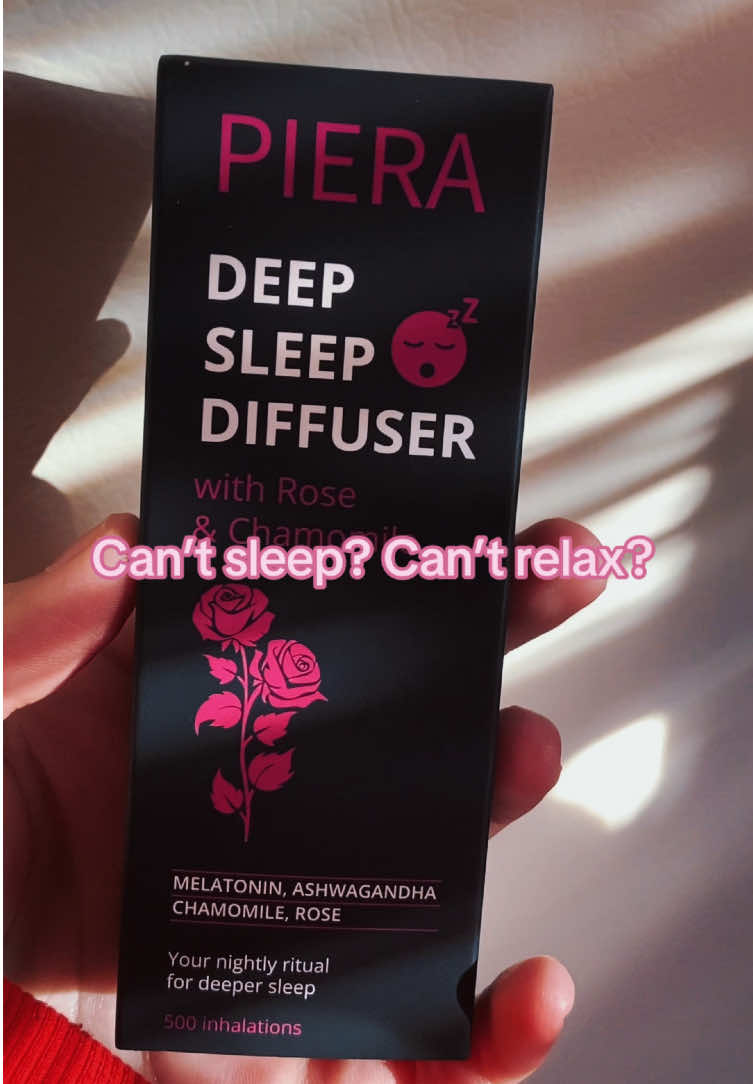 PIERA
DEEP
SLEEP
zZ
DIFFUSER
with Rose
&
Can't sleep? Can't relax?
MELATONIN, ASHWAGANDHA
CHAMOMILE, ROSE
Your nightly ritual
for deeper sleep
500 inhalations